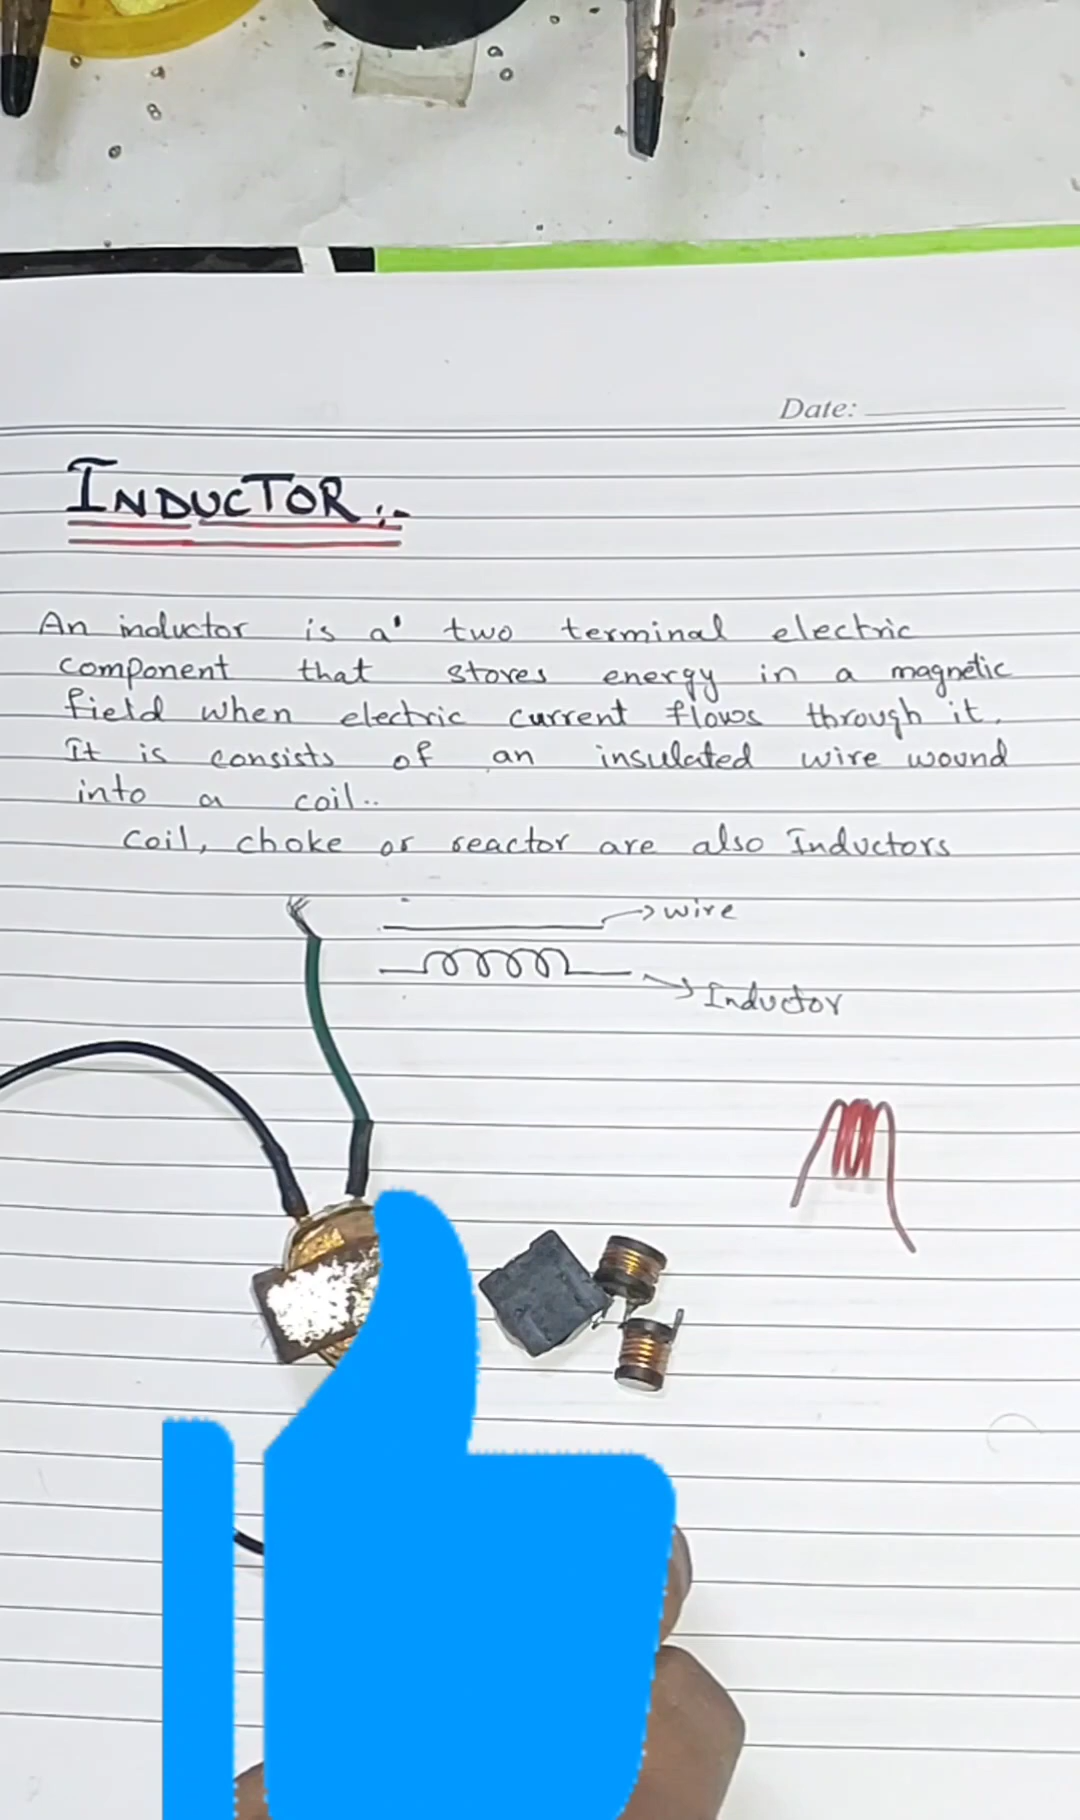 Date:
INDUCTOR :-
An inductor is a two terminal electric
component that stores energy in a magnetic
field when electric current flows through it.
It is consists of an insulated wire wound
into a coil..
Coil, choke or reactor are also Inductors
wire
Inductor